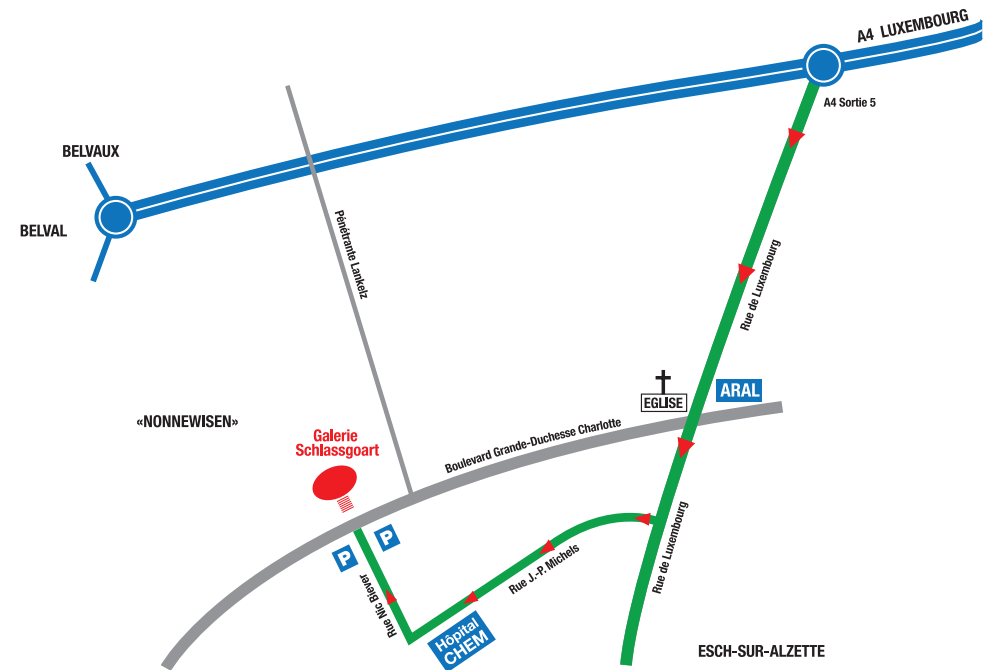 A4 LUXEMBOURG
A4 Sortie 5
BELVAUX
BELVAL
Pénétrante Lankelz
Rue de Luxembourg
ARAL
EGLISE
«NONNEWISEN»
Galerie
Schlassgoart
Boulevard Grande-Duchesse Charlotte
P
P
Rue Nic Biever
Rue J.-P. Michels
Rue de Luxembourg
Hôpital
CHEM
ESCH-SUR-ALZETTE